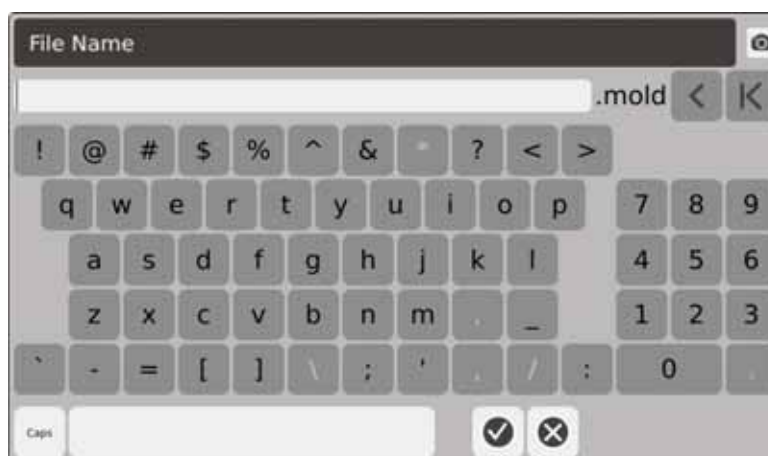 File Name
.mold < K
! @ # $ % ^ & * ? < >
q w e r t y u i o p 7 8 9
a s d f g h j k l 4 5 6
z x c v b n m . _ 1 2 3
` - = [ ] \ ; ' , / : 0 .
Caps